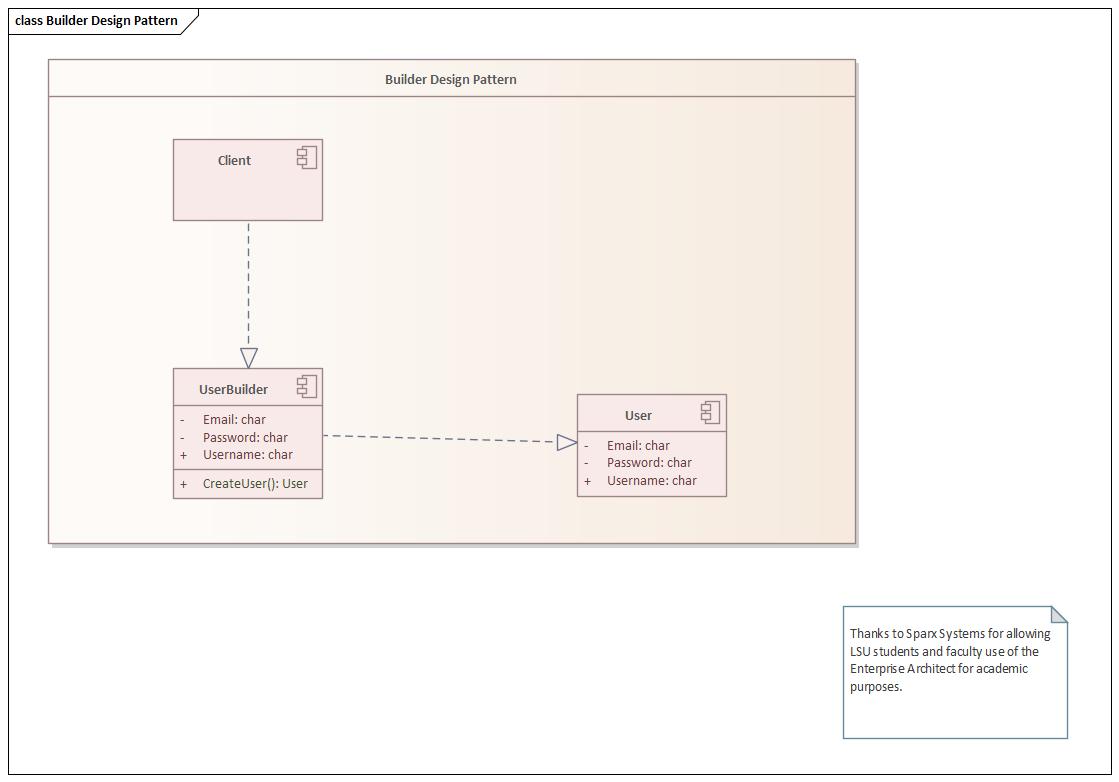 class Builder Design Pattern
Builder Design Pattern
Client
UserBuilder
- Email: char
- Password: char
+ Username: char
+ CreateUser(): User
User
- Email: char
- Password: char
+ Username: char
Thanks to Sparx Systems for allowing
LSU students and faculty use of the
Enterprise Architect for academic
purposes.